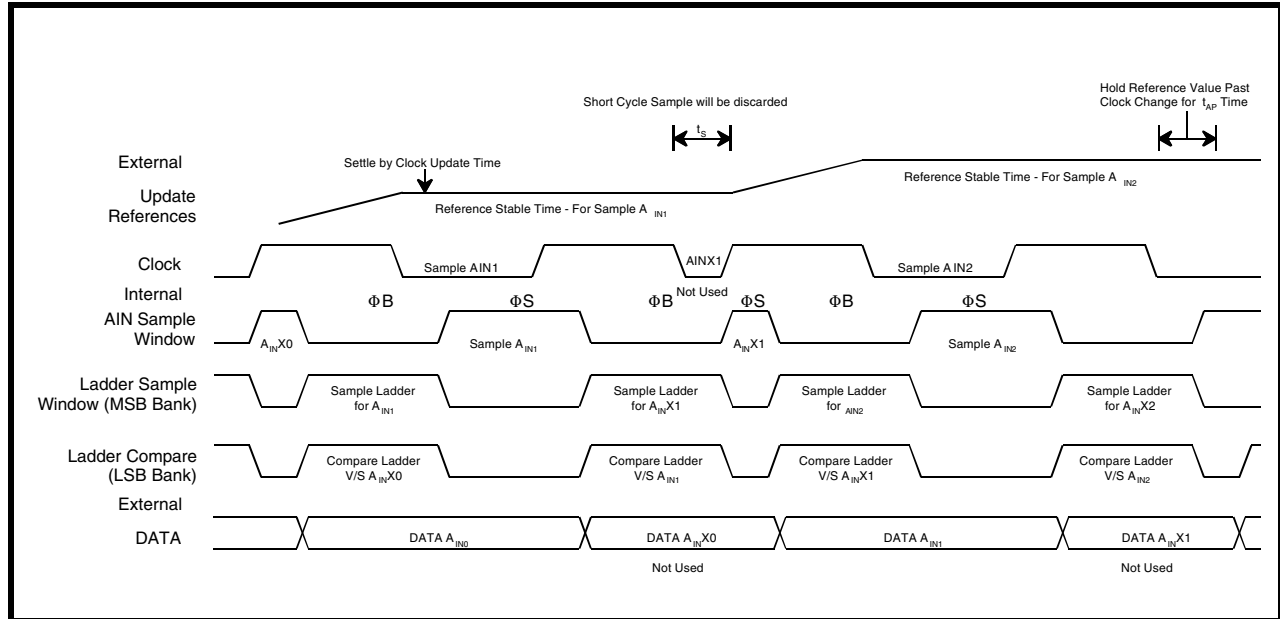 Hold Reference Value Past
Clock Change for tAP Time
Short Cycle Sample will be discarded
tS
External
Settle by Clock Update Time
Reference Stable Time - For Sample A IN2
Update
References
Reference Stable Time - For Sample A IN1
Clock
Sample AIN1
AINX1
Sample A IN2
Internal
Not Used
ΦB
ΦS
ΦB
ΦS
ΦB
ΦS
AIN Sample
Window
AINX0
Sample AIN1
AINX1
Sample AIN2
Ladder Sample
Window (MSB Bank)
Sample Ladder
for AIN1
Sample Ladder
for AINX1
Sample Ladder
for AIN2
Sample Ladder
for AINX2
Ladder Compare
(LSB Bank)
Compare Ladder
V/S AINX0
Compare Ladder
V/S AIN1
Compare Ladder
V/S AINX1
Compare Ladder
V/S AIN2
External
DATA
DATA AIN0
DATA AINX0
DATA AIN1
DATA AINX1
Not Used
Not Used